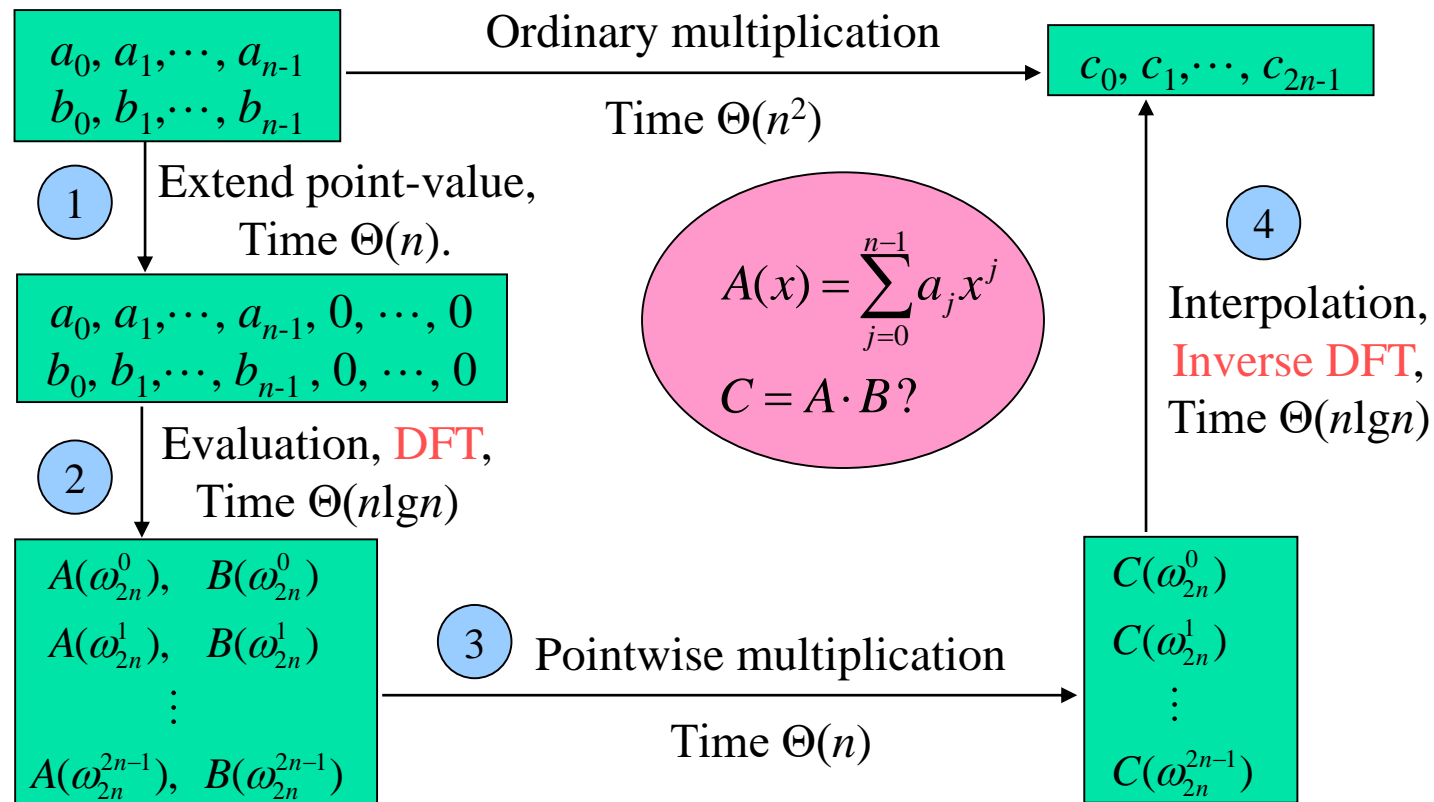 a₀, a₁,⋯, aₙ₋₁
b₀, b₁,⋯, bₙ₋₁
Ordinary multiplication
Time Θ(n²)
c₀, c₁,⋯, c₂ₙ₋₁
1
Extend point-value,
Time Θ(n).
a₀, a₁,⋯, aₙ₋₁, 0, ⋯, 0
b₀, b₁,⋯, bₙ₋₁ , 0, ⋯, 0
2
Evaluation, DFT,
Time Θ(nlgn)
A(x) = ∑_{j=0}^{n−1} a_j x^j
C = A · B ?
4
Interpolation,
Inverse DFT,
Time Θ(nlgn)
A(ω_{2n}^{0}), B(ω_{2n}^{0})
A(ω_{2n}^{1}), B(ω_{2n}^{1})
⋮
A(ω_{2n}^{2n−1}), B(ω_{2n}^{2n−1})
3
Pointwise multiplication
Time Θ(n)
C(ω_{2n}^{0})
C(ω_{2n}^{1})
⋮
C(ω_{2n}^{2n−1})